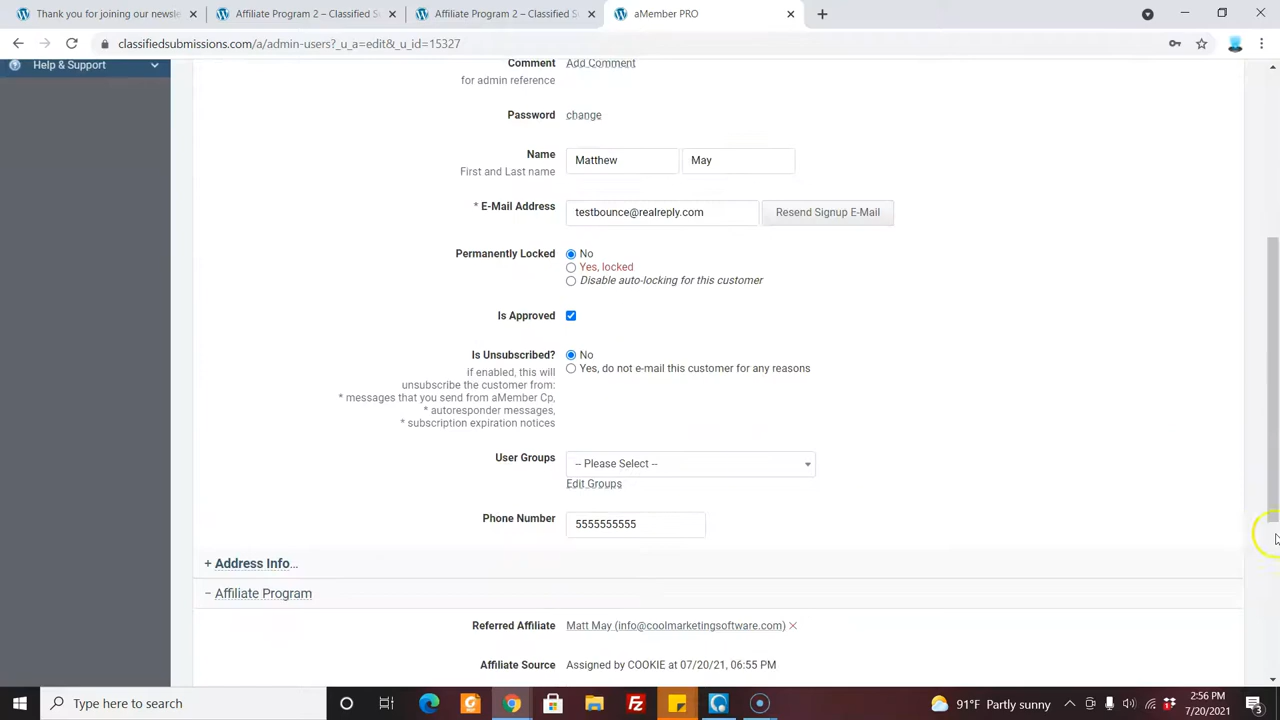 Thank you for joining our newsle
Affiliate Program 2 – Classified S
Affiliate Program 2 – Classified S
aMember PRO
classifiedsubmissions.com/a/admin-users?_u_a=edit&_u_id=15327
Help & Support
Comment
Add Comment
for admin reference
Password
change
Name
Matthew
May
First and Last name
* E-Mail Address
testbounce@realreply.com
Resend Signup E-Mail
Permanently Locked
No
Yes, locked
Disable auto-locking for this customer
Is Approved
Is Unsubscribed?
No
if enabled, this will
Yes, do not e-mail this customer for any reasons
unsubscribe the customer from:
* messages that you send from aMember Cp,
* autoresponder messages,
* subscription expiration notices
User Groups
-- Please Select --
Edit Groups
Phone Number
5555555555
+ Address Info...
− Affiliate Program
Referred Affiliate
Matt May (info@coolmarketingsoftware.com)
Affiliate Source
Assigned by COOKIE at 07/20/21, 06:55 PM
Type here to search
91°F Partly sunny
2:56 PM
7/20/2021
3